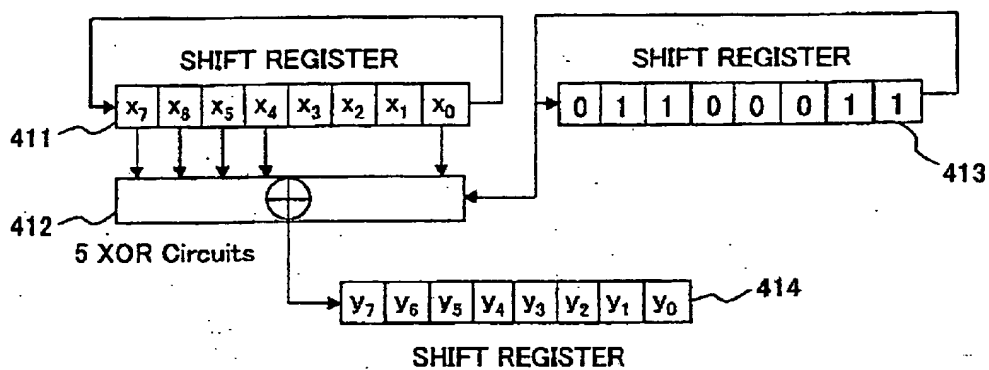 SHIFT REGISTER
SHIFT REGISTER
x₇ x₈ x₅ x₄ x₃ x₂ x₁ x₀
0 1 1 0 0 0 1 1
411
413
412
5 XOR Circuits
y₇ y₆ y₅ y₄ y₃ y₂ y₁ y₀
414
SHIFT REGISTER